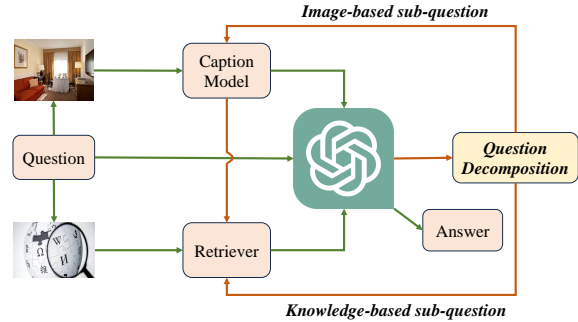 Image-based sub-question
Caption
Model
Question
Question
Decomposition
W
И
Retriever
Answer
Knowledge-based sub-question